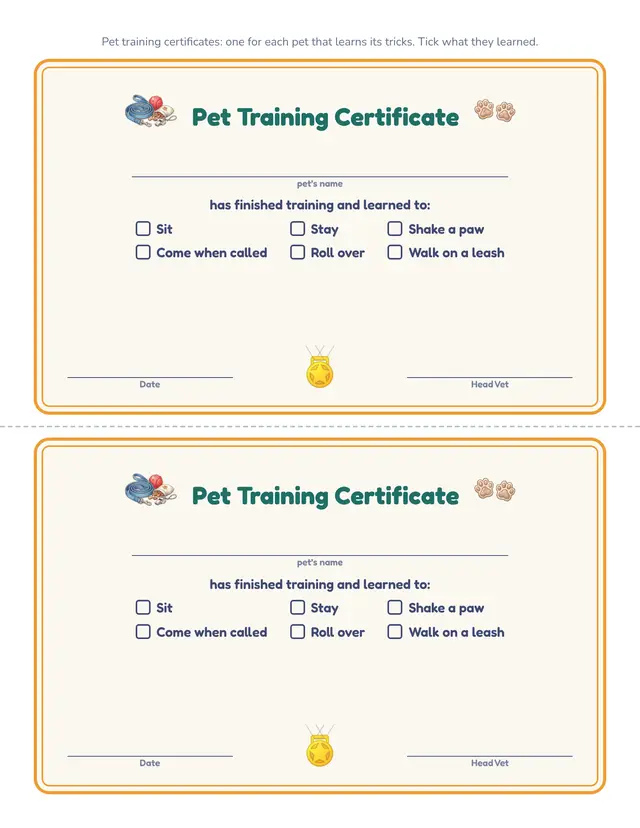 Pet training certificates: one for each pet that learns its tricks. Tick what they learned.
Pet Training Certificate
pet's name
has finished training and learned to:
Sit Stay Shake a paw
Come when called Roll over Walk on a leash
Date Head Vet
Pet Training Certificate
pet's name
has finished training and learned to:
Sit Stay Shake a paw
Come when called Roll over Walk on a leash
Date Head Vet